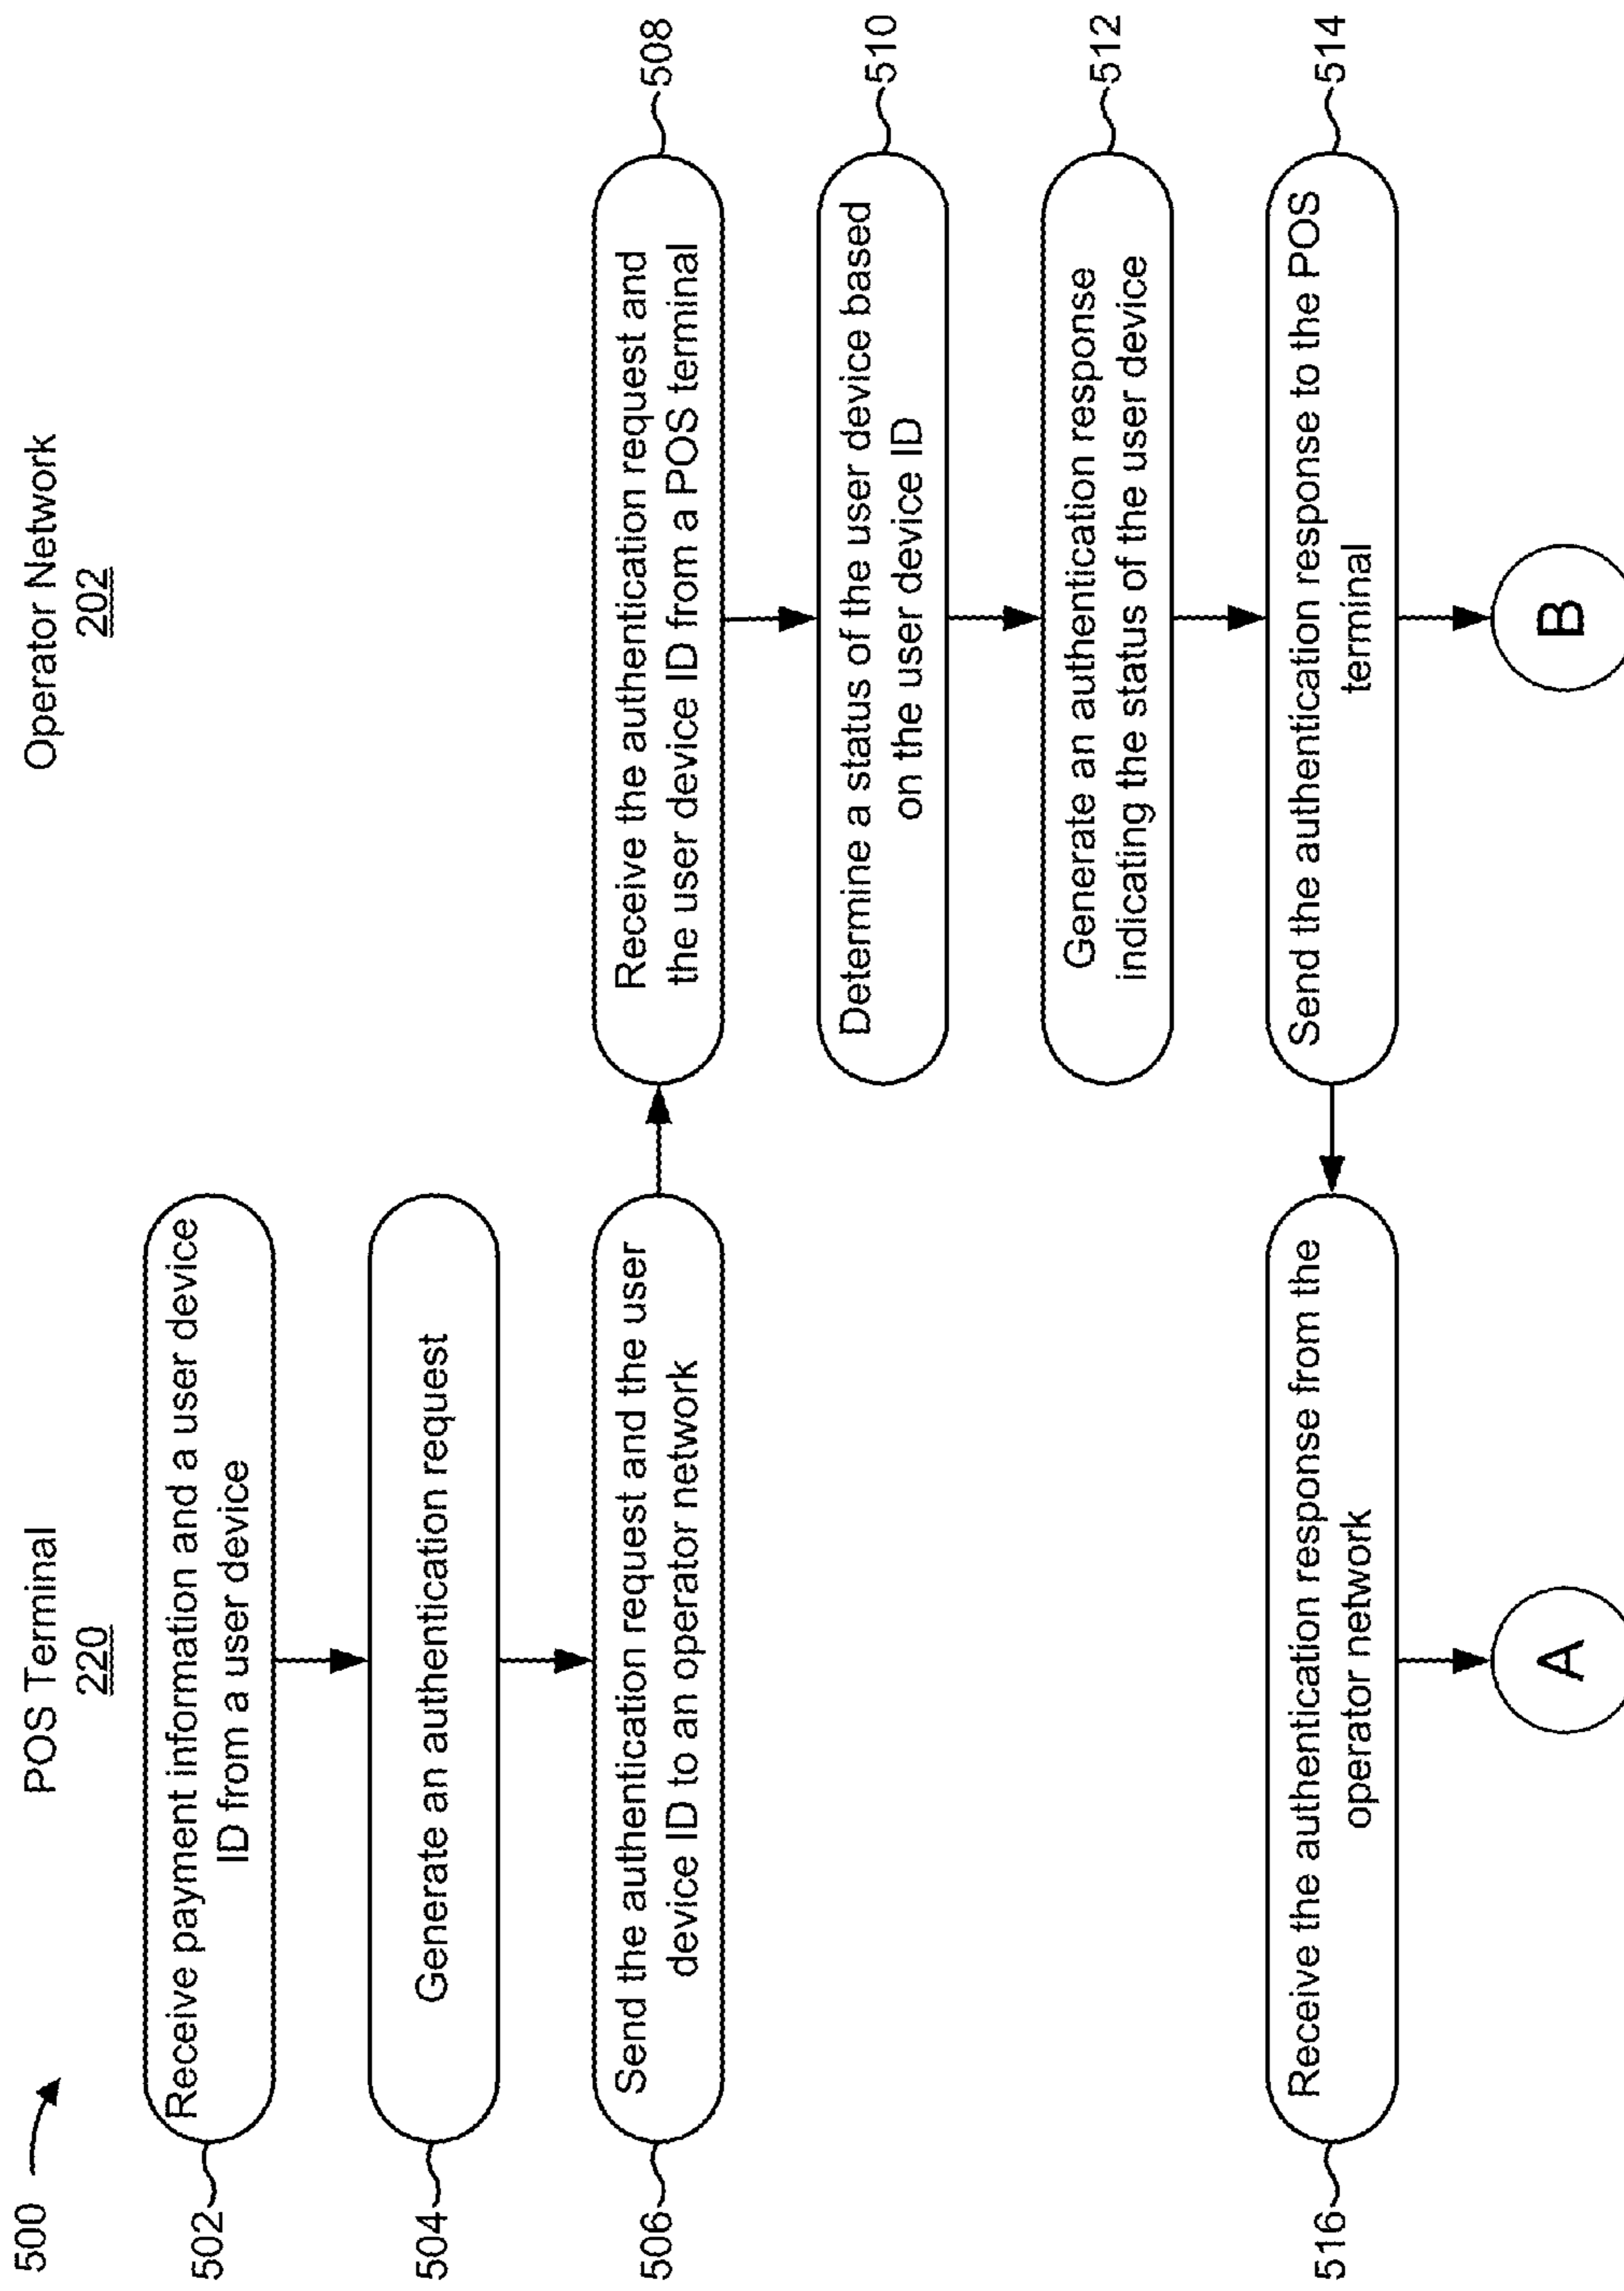 500
POS Terminal
220
Operator Network
202
502
Receive payment information and a user device
ID from a user device
504
Generate an authentication request
506
Send the authentication request and the user
device ID to an operator network
Receive the authentication request and
the user device ID from a POS terminal
508
Determine a status of the user device based
on the user device ID
510
Generate an authentication response
indicating the status of the user device
512
Send the authentication response to the POS
terminal
514
516
Receive the authentication response from the
operator network
A
B